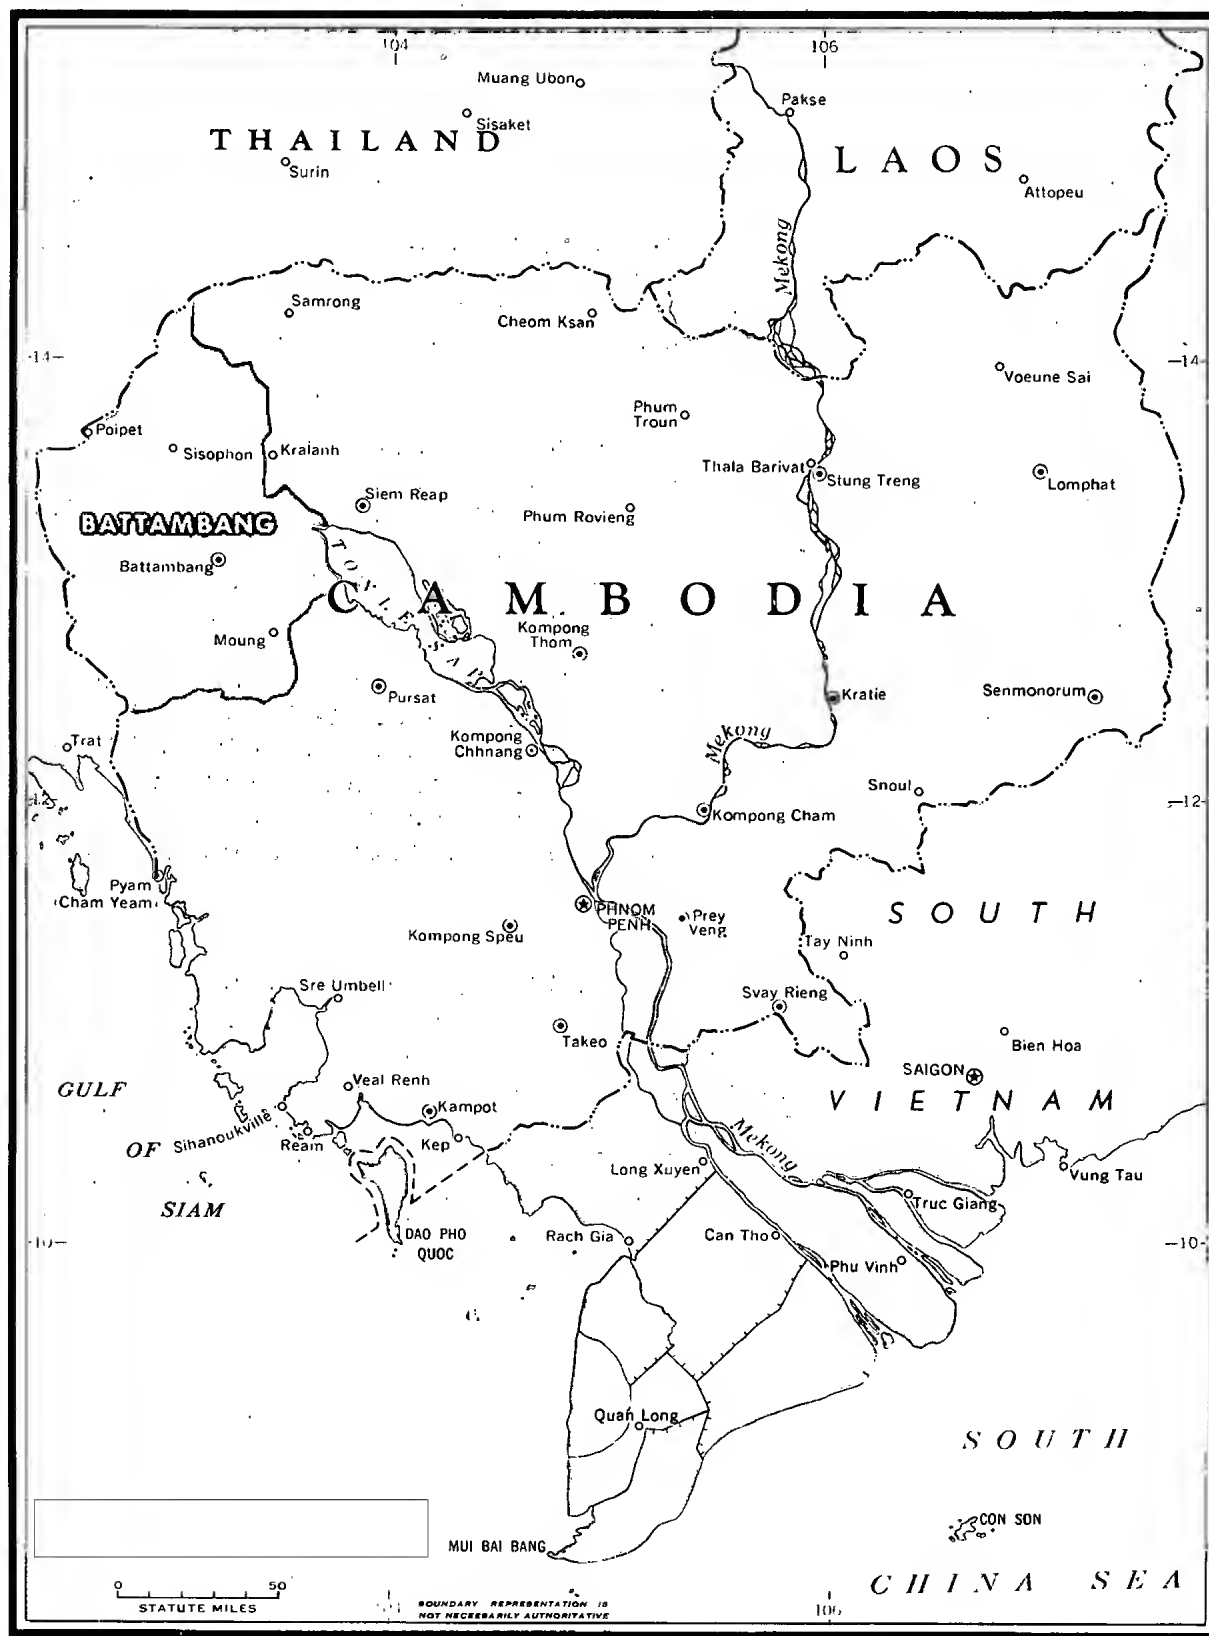 104
106
Muang Ubon
Pakse
Sisaket
THAILAND
LAOS
Surin
Attopeu
Mekong
Samrong
Cheom Ksan
14
14
Voeune Sai
Phum
Troun
Poipet
Sisophon
Kralanh
Thala Barivat
Stung Treng
Lomphat
Siem Reap
Phum Rovieng
BATTAMBANG
Battambang
TONLE SAP
CAMBODIA
Moung
Kompong
Thom
Pursat
Kratie
Senmonorum
Trat
Kompong
Chhnang
Mekong
Snoul
12
12
Kompong Cham
Pyam
Cham Yeam
PHNOM
PENH
Prey
Veng
SOUTH
Kompong Speu
Tay Ninh
Sre Umbell
Svay Rieng
Takeo
Bien Hoa
SAIGON
GULF
Veal Renh
VIETNAM
Kampot
OF
Sihanoukville
Ream
Kep
Mekong
Long Xuyen
Vung Tau
SIAM
Truc Giang
DAO PHO
QUOC
Rach Gia
Can Tho
10
10
Phu Vinh
Quan Long
SOUTH
CON SON
MUI BAI BANG
CHINA SEA
0 50
STATUTE MILES
BOUNDARY REPRESENTATION IS
NOT NECESSARILY AUTHORITATIVE
106